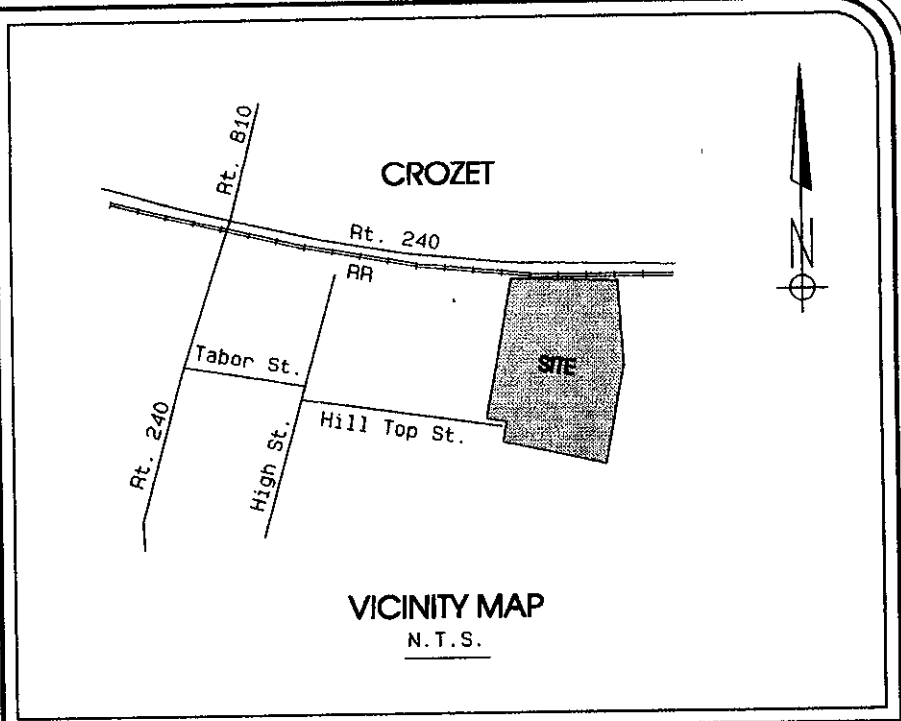 Rt. 810
CROZET
Rt. 240
RR
N
SITE
Tabor St.
Hill Top St.
Rt. 240
High St.
VICINITY MAP
N.T.S.